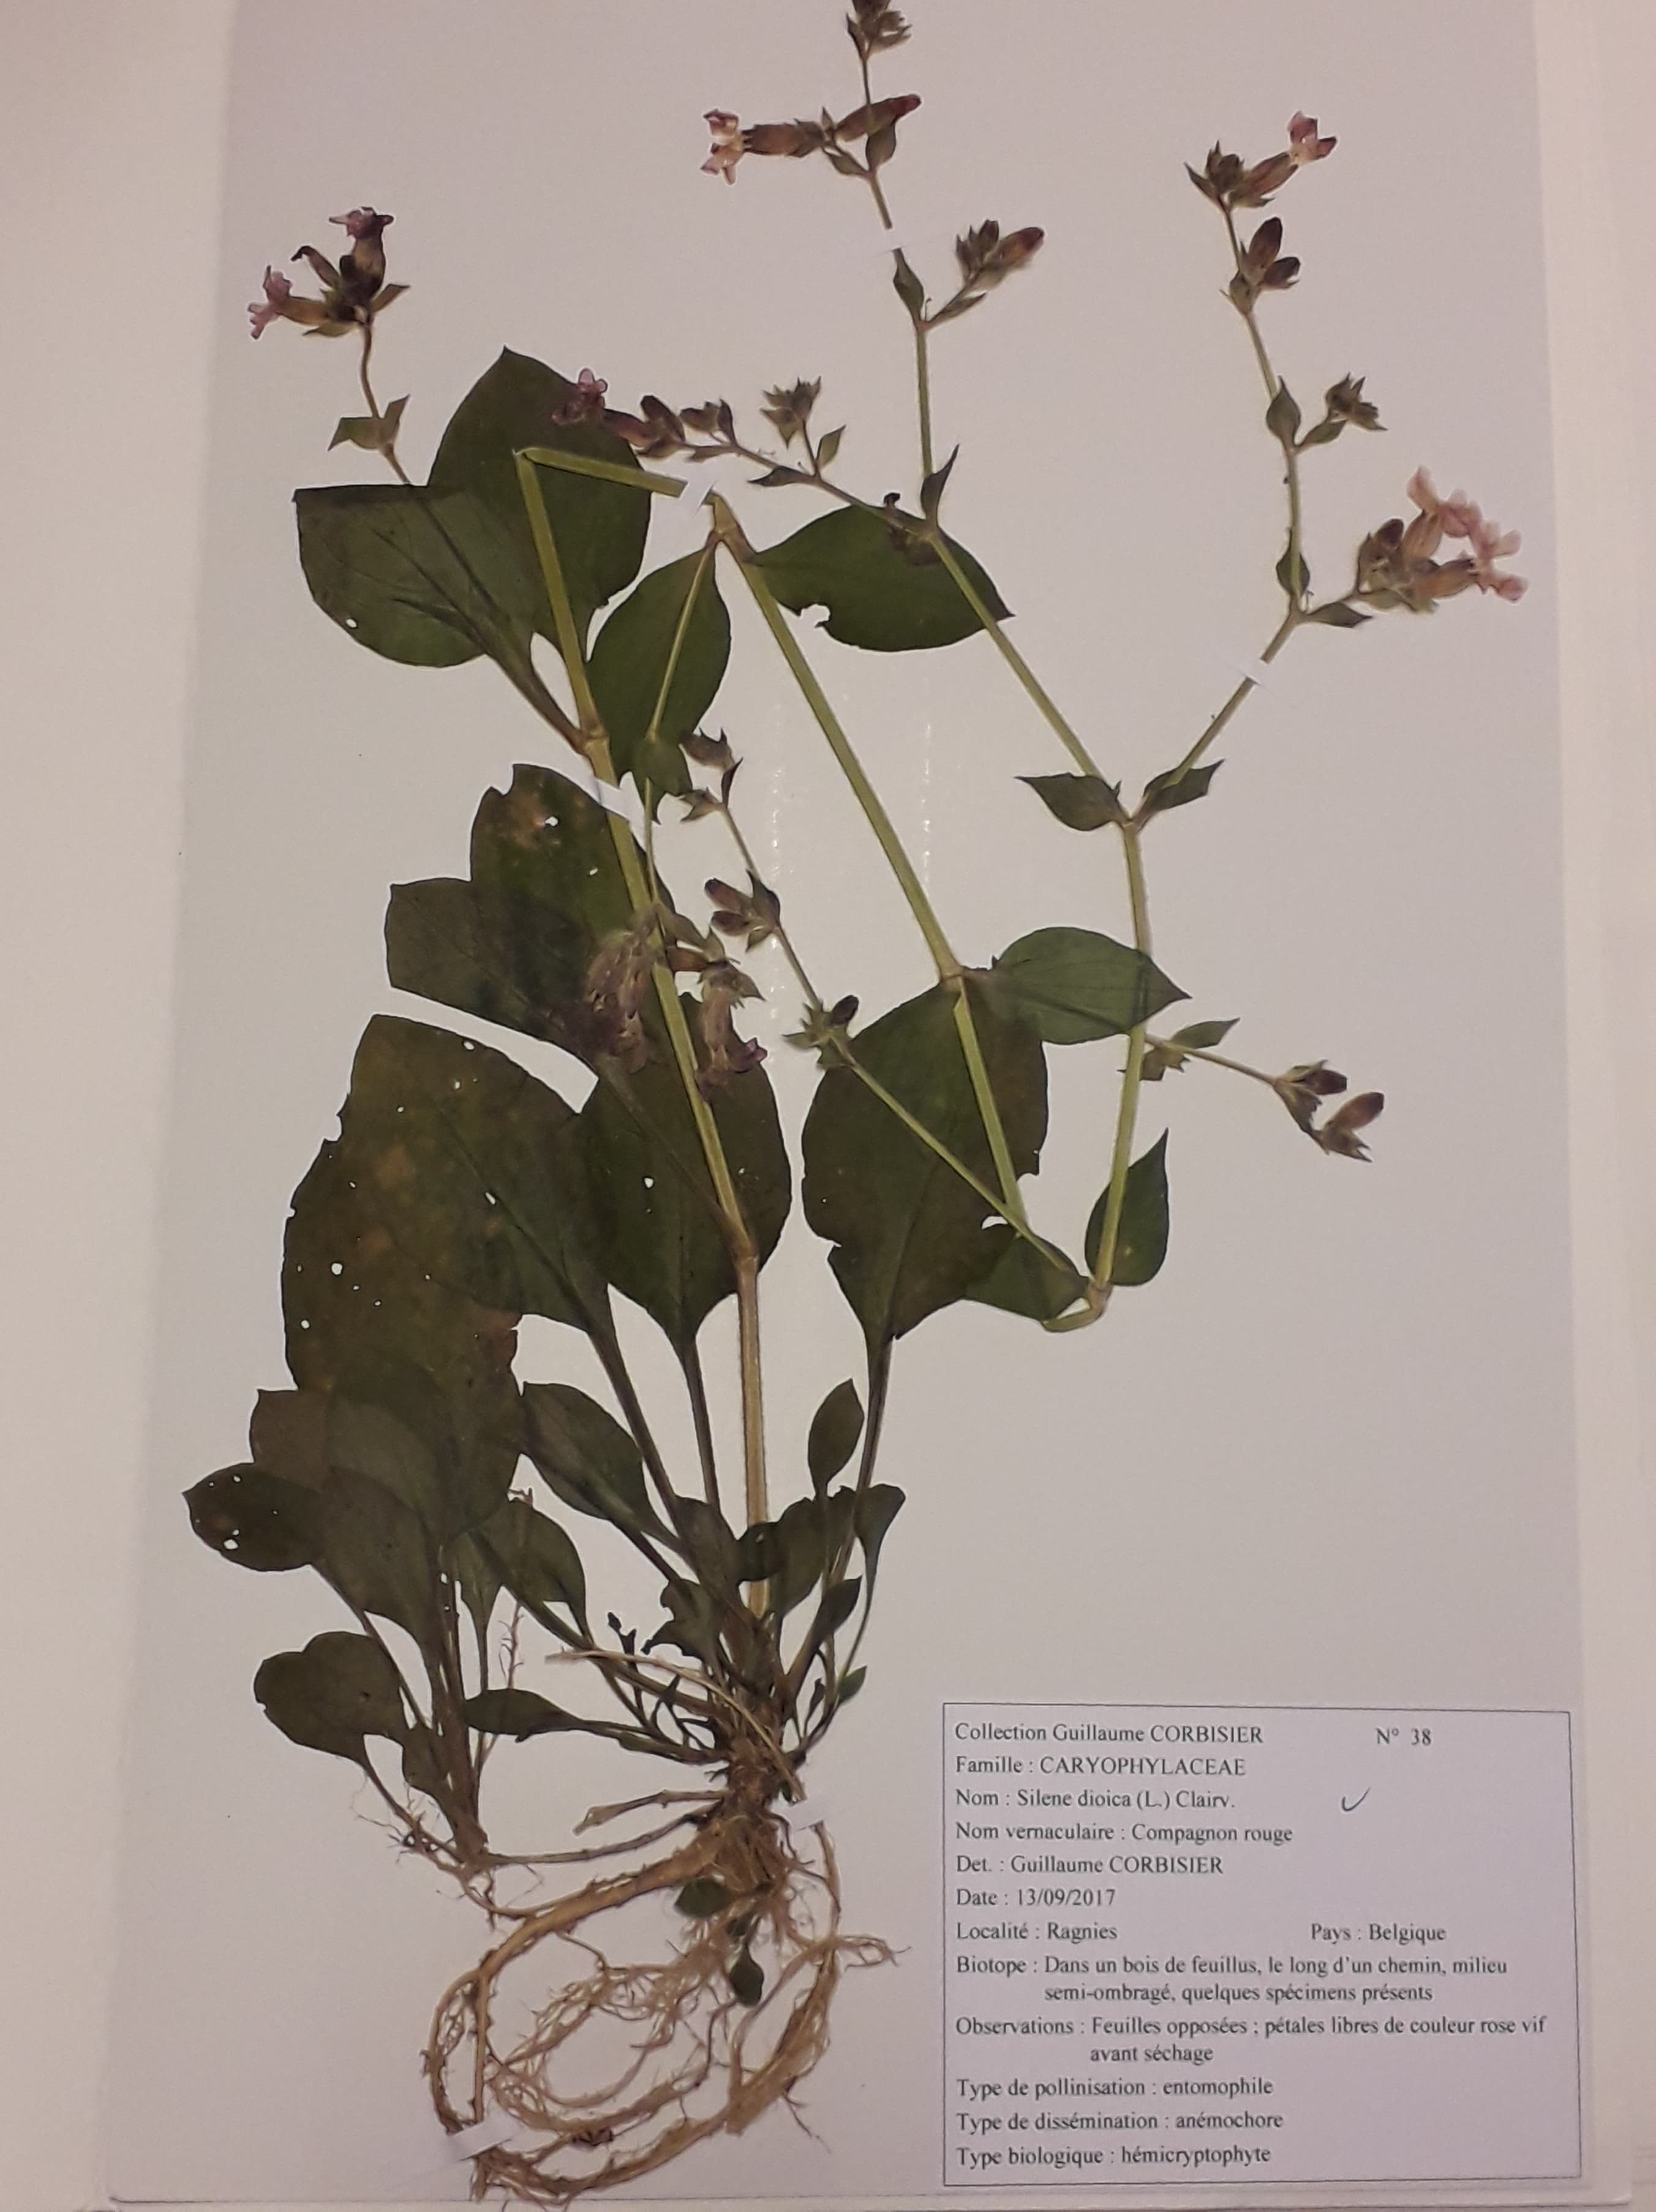 Collection Guillaume CORBISIER N° 38
Famille : CARYOPHYLACEAE
Nom : Silene dioica (L.) Clairv.
Nom vernaculaire : Compagnon rouge
Det. : Guillaume CORBISIER
Date : 13/09/2017
Localité : Ragnies Pays : Belgique
Biotope : Dans un bois de feuillus, le long d'un chemin, milieu
semi-ombragé, quelques spécimens présents
Observations : Feuilles opposées ; pétales libres de couleur rose vif
avant séchage
Type de pollinisation : entomophile
Type de dissémination : anémochore
Type biologique : hémicryptophyte